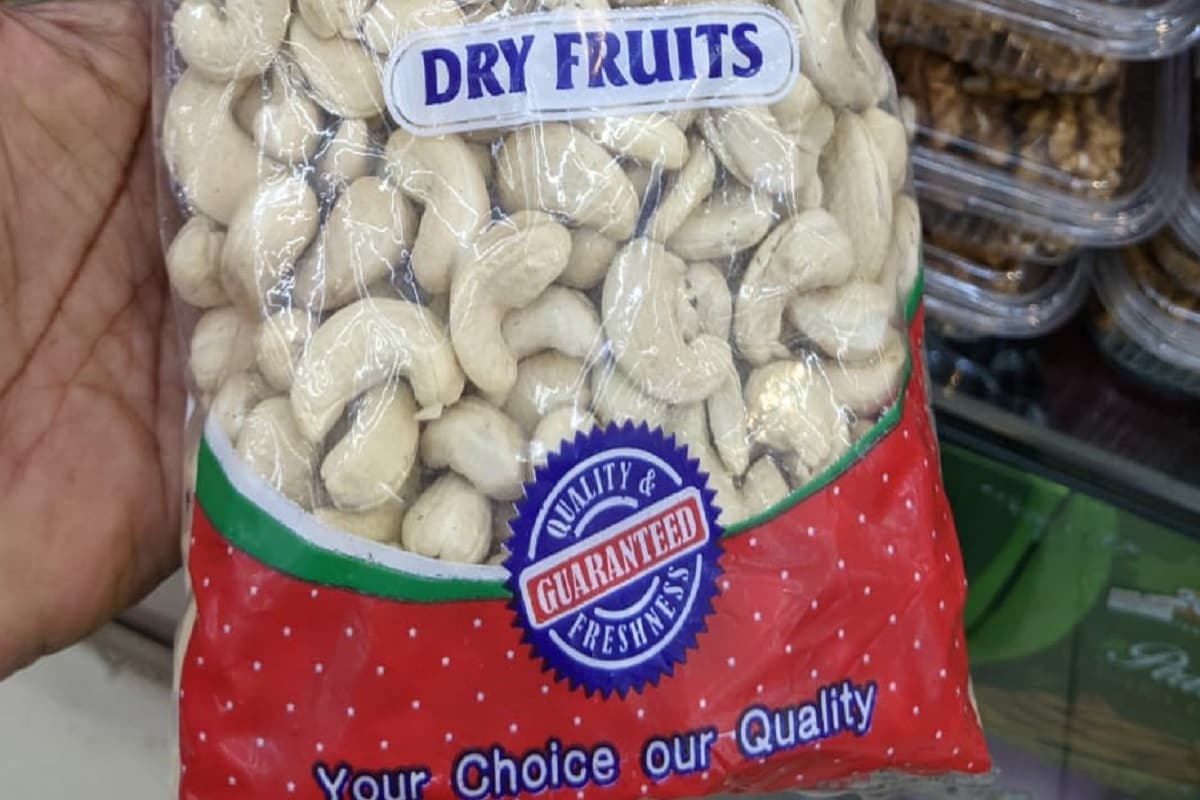 DRY FRUITS
QUALITY &
GUARANTEED
FRESHNESS
Your Choice our Quality